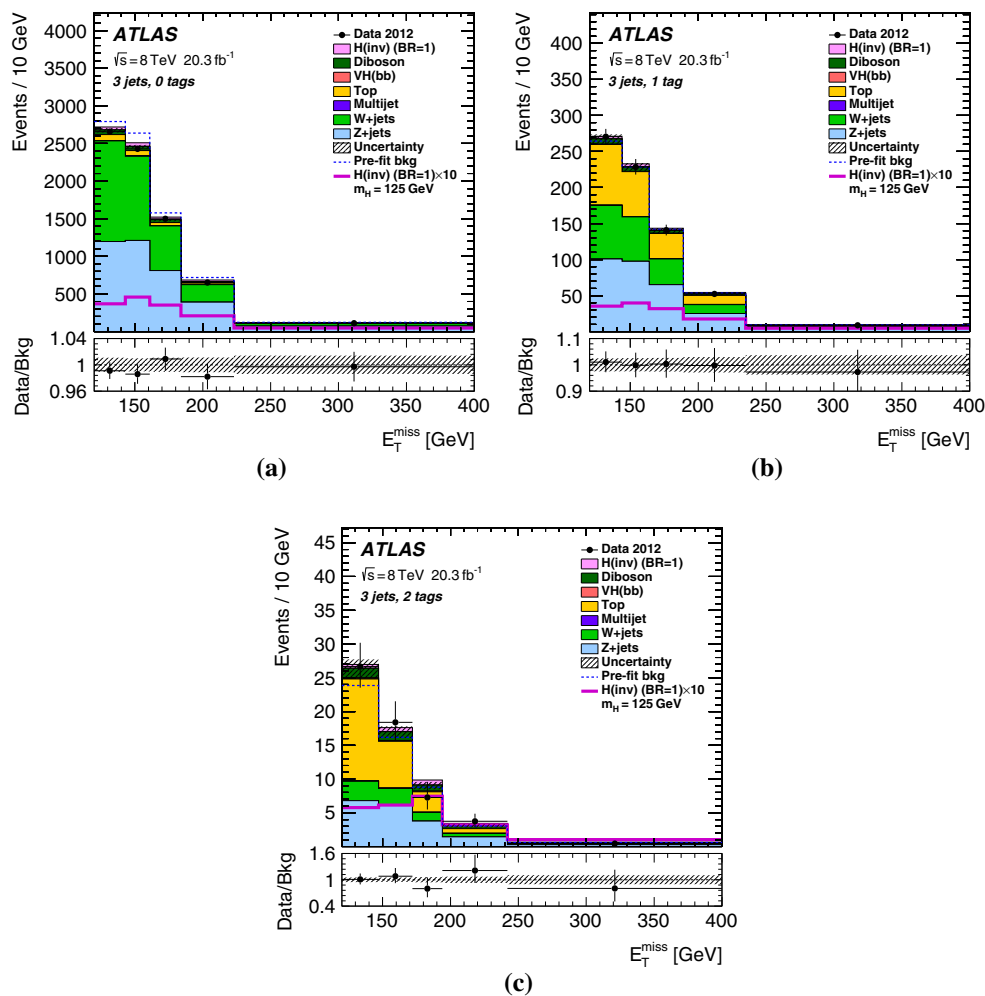 ATLAS
√s = 8 TeV 20.3 fb⁻¹
3 jets, 0 tags
Data 2012
H(inv) (BR=1)
Diboson
VH(bb)
Top
Multijet
W+jets
Z+jets
Uncertainty
Pre-fit bkg
H(inv) (BR=1)×10
m_H = 125 GeV
Events / 10 GeV
4000
3500
3000
2500
2000
1500
1000
500
Data/Bkg
1.04
1
0.96
150 200 250 300 350 400
E_T^miss [GeV]
(a)
ATLAS
√s = 8 TeV 20.3 fb⁻¹
3 jets, 1 tag
Data 2012
H(inv) (BR=1)
Diboson
VH(bb)
Top
Multijet
W+jets
Z+jets
Uncertainty
Pre-fit bkg
H(inv) (BR=1)×10
m_H = 125 GeV
Events / 10 GeV
400
350
300
250
200
150
100
50
Data/Bkg
1.1
1
0.9
150 200 250 300 350 400
E_T^miss [GeV]
(b)
ATLAS
√s = 8 TeV 20.3 fb⁻¹
3 jets, 2 tags
Data 2012
H(inv) (BR=1)
Diboson
VH(bb)
Top
Multijet
W+jets
Z+jets
Uncertainty
Pre-fit bkg
H(inv) (BR=1)×10
m_H = 125 GeV
Events / 10 GeV
45
40
35
30
25
20
15
10
5
Data/Bkg
1.6
1
0.4
150 200 250 300 350 400
E_T^miss [GeV]
(c)